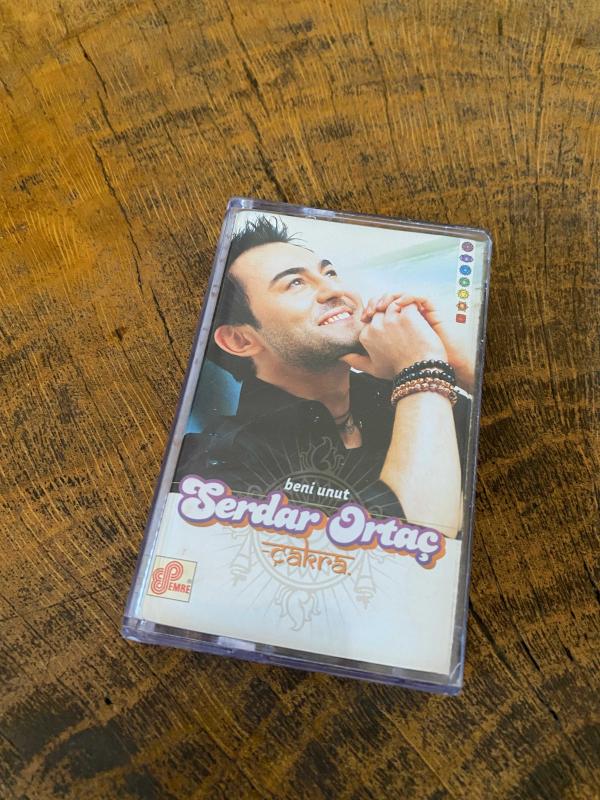 beni unut
Serdar Ortaç
-çakra.
EMRE®